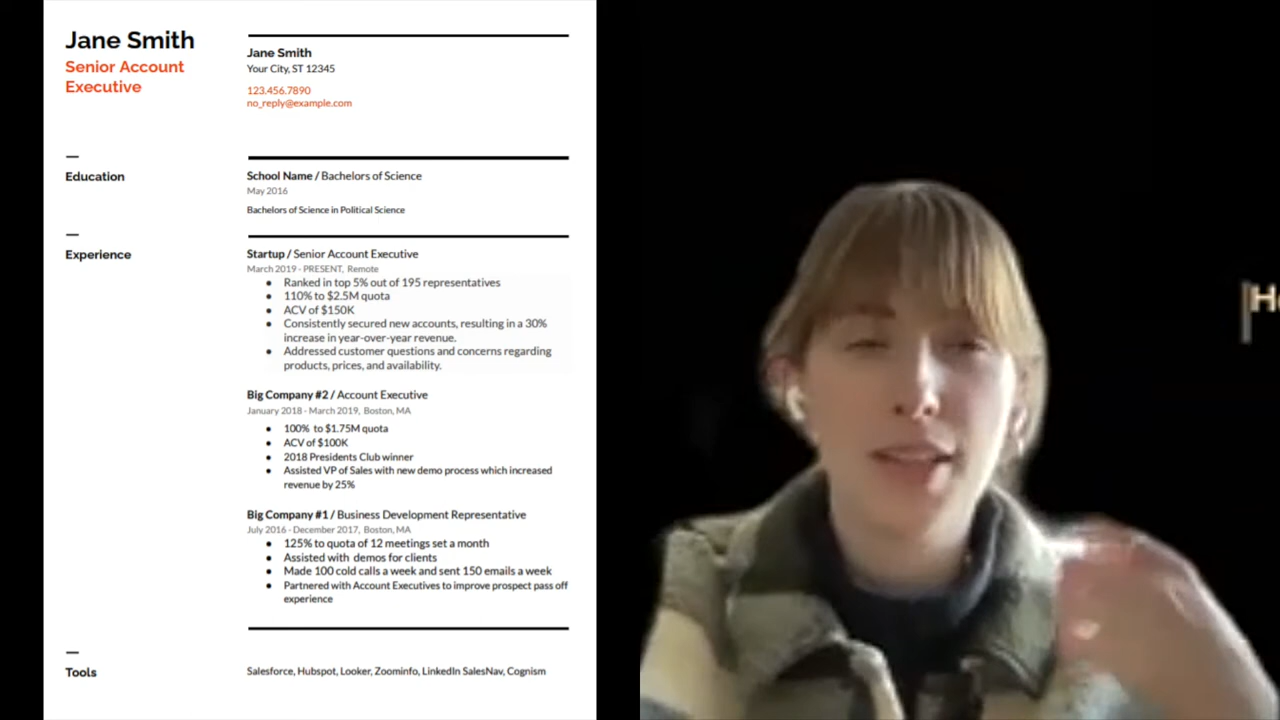 Jane Smith
Senior Account
Executive
Jane Smith
Your City, ST 12345
123.456.7890
no_reply@example.com
Education
School Name / Bachelors of Science
May 2016
Bachelors of Science in Political Science
Experience
Startup / Senior Account Executive
March 2019 - PRESENT, Remote
● Ranked in top 5% out of 195 representatives
● 110% to $2.5M quota
● ACV of $150K
● Consistently secured new accounts, resulting in a 30%
increase in year-over-year revenue.
● Addressed customer questions and concerns regarding
products, prices, and availability.
Big Company #2 / Account Executive
January 2018 - March 2019, Boston, MA
● 100% to $1.75M quota
● ACV of $100K
● 2018 Presidents Club winner
● Assisted VP of Sales with new demo process which increased
revenue by 25%
Big Company #1 / Business Development Representative
July 2016 - December 2017, Boston, MA
● 125% to quota of 12 meetings set a month
● Assisted with demos for clients
● Made 100 cold calls a week and sent 150 emails a week
● Partnered with Account Executives to improve prospect pass off
experience
Tools
Salesforce, Hubspot, Looker, Zoominfo, LinkedIn SalesNav, Cognism